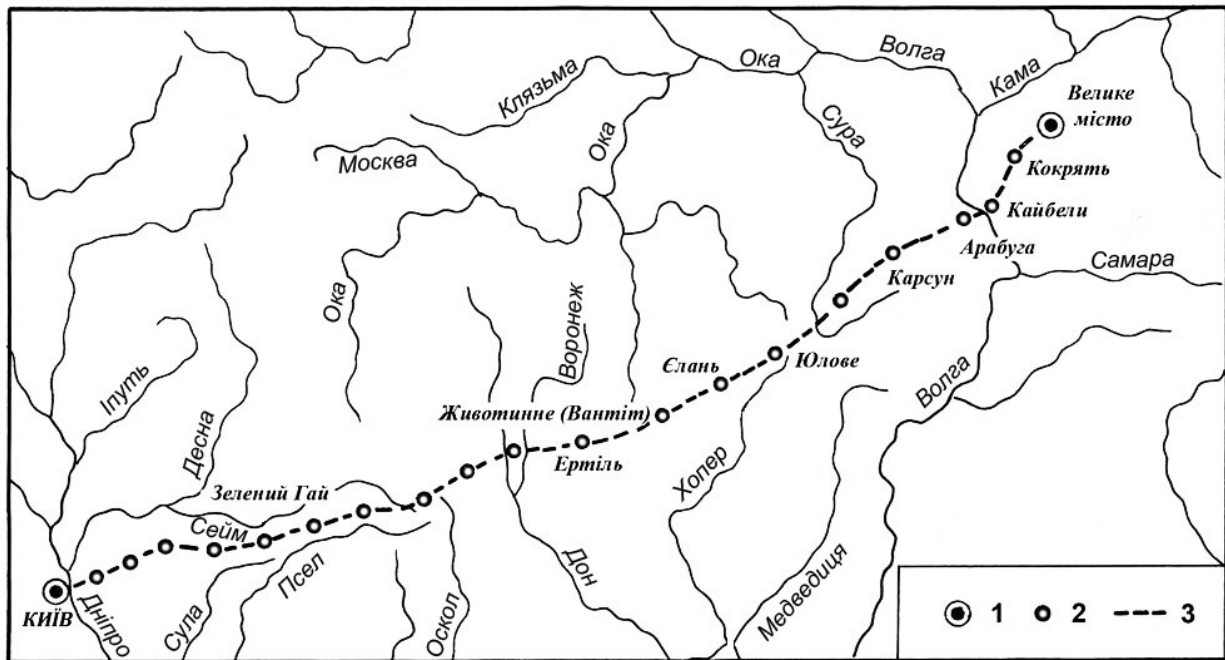 Ока
Волга
Кама
Клязьма
Велике
місто
Сура
Ока
Москва
Кокрять
Кайбели
Арабуга
Самара
Карсун
Ока
Воронеж
Єлань
Юлове
Волга
Іпуть
Десна
Животинне (Вантіт)
Ертіль
Хопер
Зелений Гай
Сейм
Псел
Дон
Медведиця
КИЇВ
Дніпро
Сула
Оскол
1 2 3